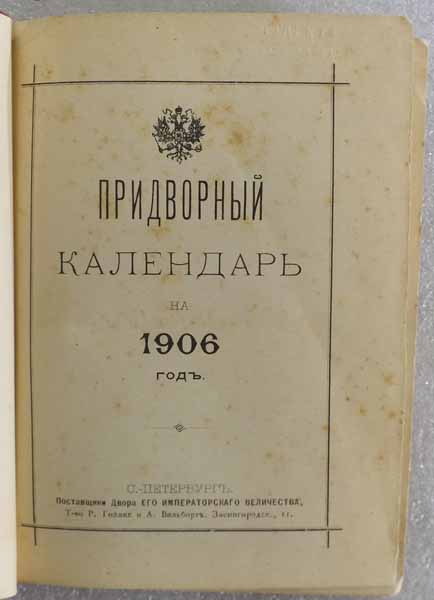 ПРИДВОРНЫЙ
КАЛЕНДАРЬ
НА
1906
ГОДЪ.
С.-ПЕТЕРБУРГЪ.
Поставщики Двора ЕГО ИМПЕРАТОРСКАГО ВЕЛИЧЕСТВА,
Т-во Р. Голике и А. Вильборгъ. Звенигородск., 11.